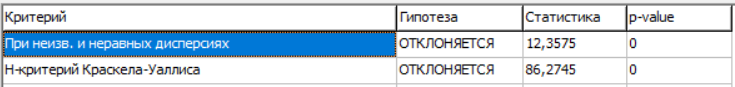 Критерий Гипотеза Статистика p-value
При неизв. и неравных дисперсиях ОТКЛОНЯЕТСЯ 12,3575 0
Н-критерий Краскела-Уаллиса ОТКЛОНЯЕТСЯ 86,2745 0